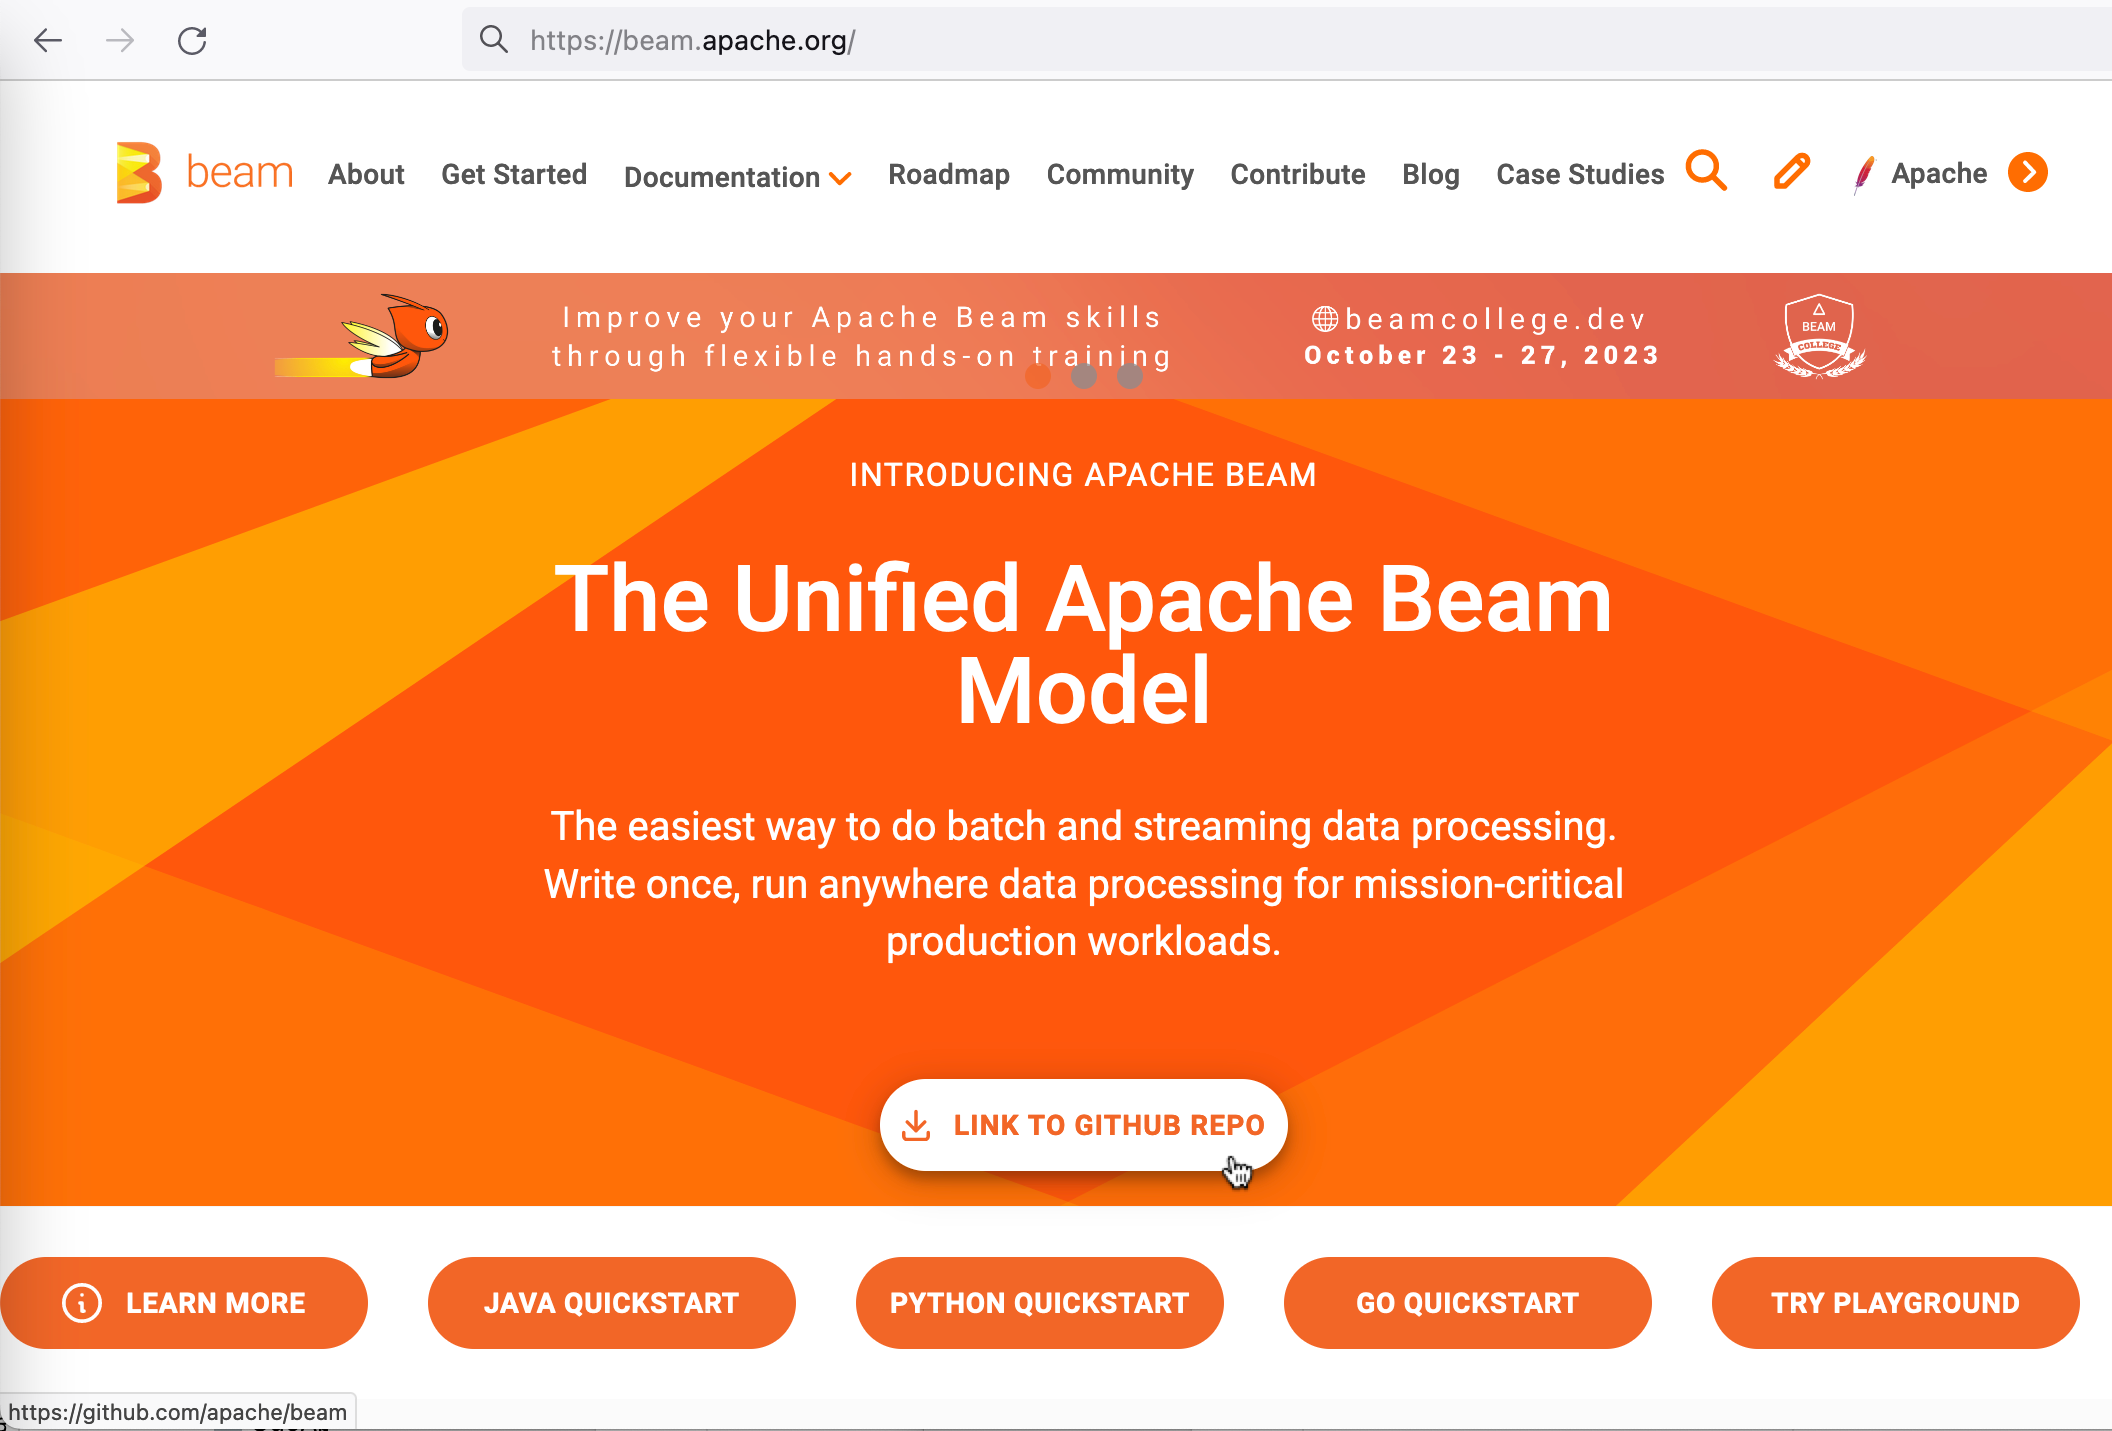 https://beam.apache.org/
beam About Get Started Documentation Roadmap Community Contribute Blog Case Studies Apache
Improve your Apache Beam skills
through flexible hands-on training
beamcollege.dev
October 23 - 27, 2023
BEAM
COLLEGE
INTRODUCING APACHE BEAM
The Unified Apache Beam
Model
The easiest way to do batch and streaming data processing.
Write once, run anywhere data processing for mission-critical
production workloads.
LINK TO GITHUB REPO
LEARN MORE JAVA QUICKSTART PYTHON QUICKSTART GO QUICKSTART TRY PLAYGROUND
https://github.com/apache/beam